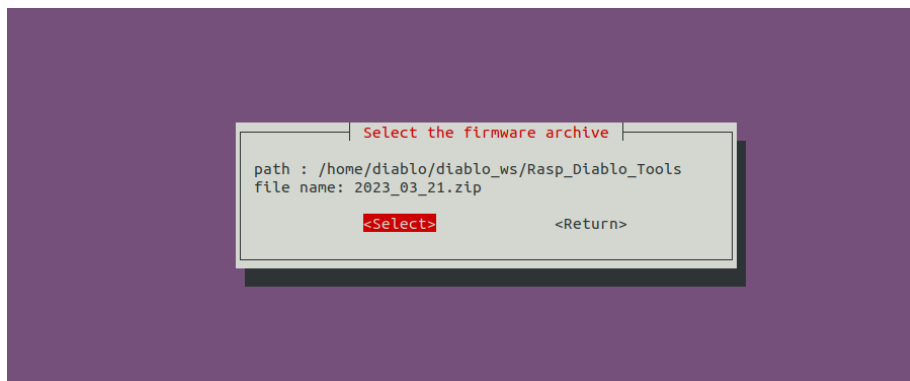 Select the firmware archive
path : /home/diablo/diablo_ws/Rasp_Diablo_Tools
file name: 2023_03_21.zip
<Select> <Return>